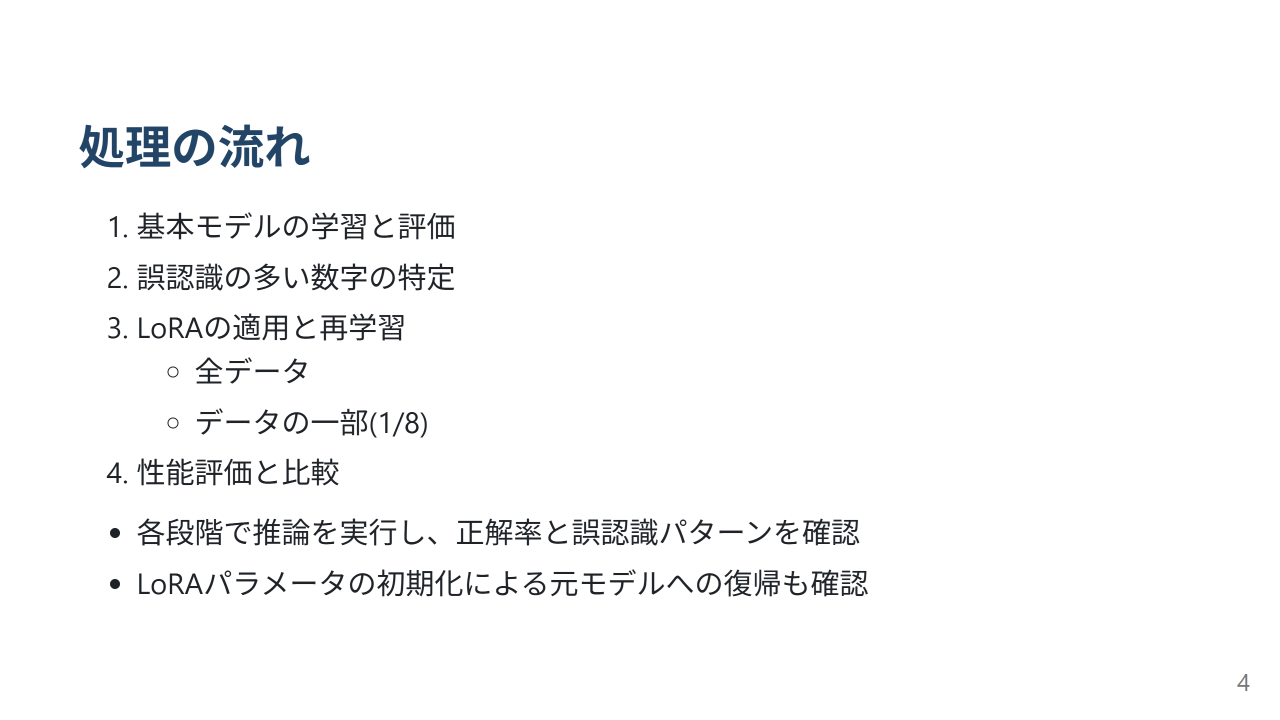 処理の流れ
1. 基本モデルの学習と評価
2. 誤認識の多い数字の特定
3. LoRAの適用と再学習
○ 全データ
○ データの一部(1/8)
4. 性能評価と比較
• 各段階で推論を実行し、正解率と誤認識パターンを確認
• LoRAパラメータの初期化による元モデルへの復帰も確認
4